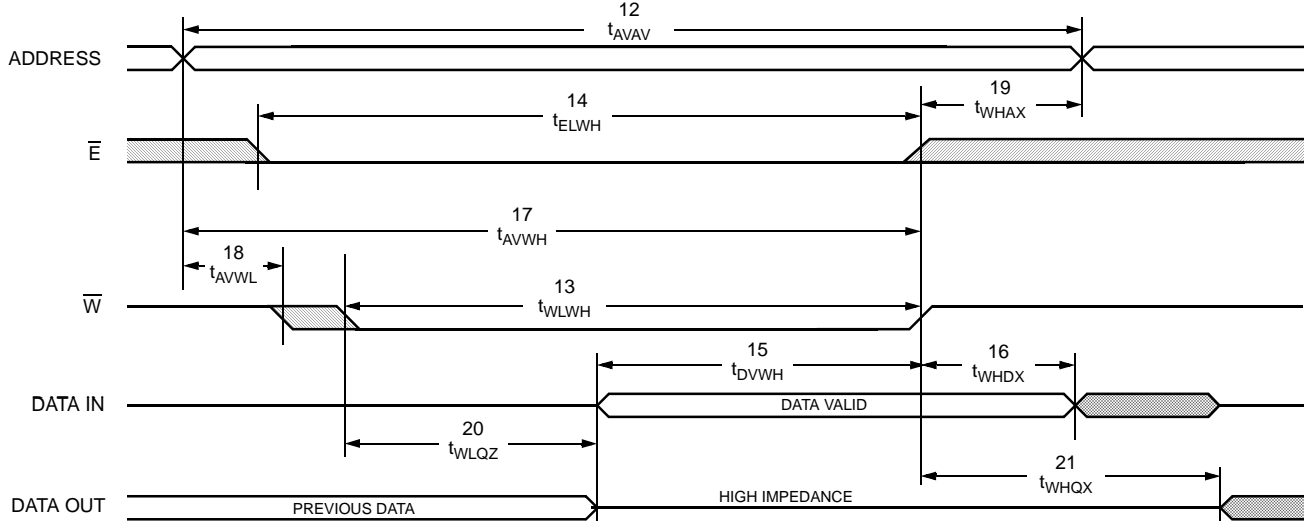 12
tAVAV
ADDRESS
14
tELWH
19
tWHAX
E̅
17
tAVWH
18
tAVWL
W̅
13
tWLWH
15
tDVWH
16
tWHDX
DATA IN
DATA VALID
20
tWLQZ
21
tWHQX
DATA OUT
PREVIOUS DATA
HIGH IMPEDANCE